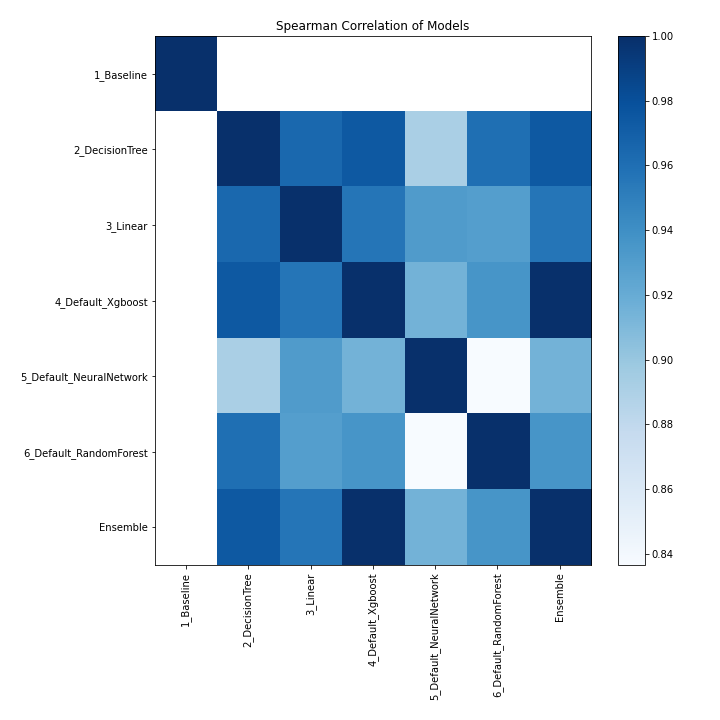 Spearman Correlation of Models
1_Baseline
2_DecisionTree
3_Linear
4_Default_Xgboost
5_Default_NeuralNetwork
6_Default_RandomForest
Ensemble
1_Baseline
2_DecisionTree
3_Linear
4_Default_Xgboost
5_Default_NeuralNetwork
6_Default_RandomForest
Ensemble
1.00
0.98
0.96
0.94
0.92
0.90
0.88
0.86
0.84